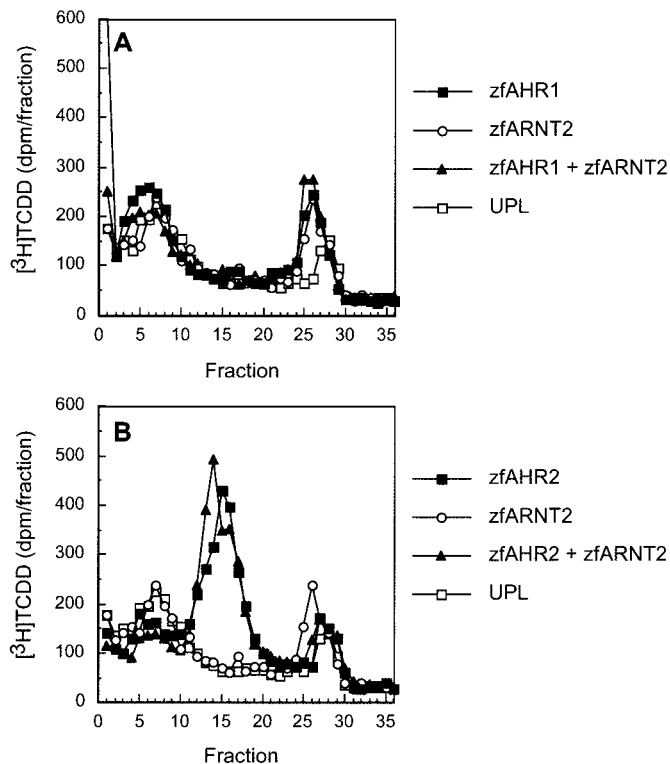 A
[³H]TCDD (dpm/fraction)
600
500
400
300
200
100
0
0 5 10 15 20 25 30 35
Fraction
zfAHR1
zfARNT2
zfAHR1 + zfARNT2
UPL
B
[³H]TCDD (dpm/fraction)
600
500
400
300
200
100
0
0 5 10 15 20 25 30 35
Fraction
zfAHR2
zfARNT2
zfAHR2 + zfARNT2
UPL